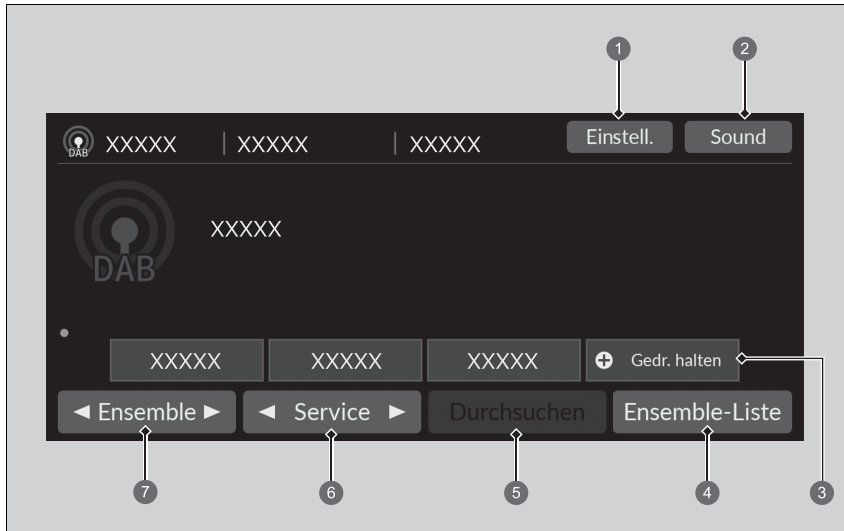 1 2
DAB XXXXX | XXXXX | XXXXX Einstell. Sound
DAB XXXXX
XXXXX XXXXX XXXXX Gedr. halten 3
◄ Ensemble ► ◄ Service ► Durchsuchen Ensemble-Liste
7 6 5 4